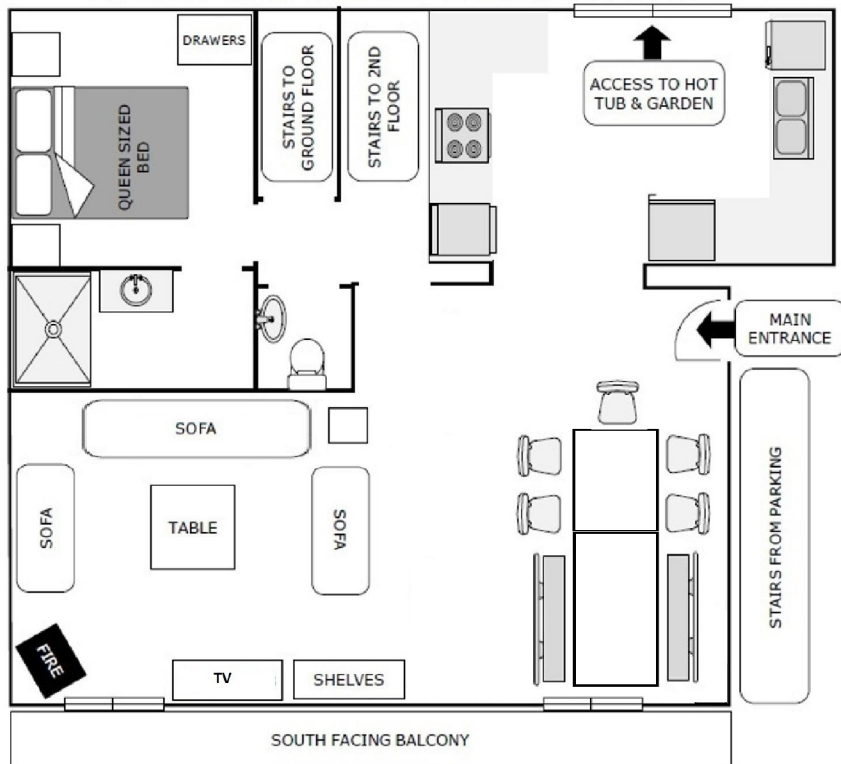 DRAWERS
STAIRS TO
GROUND FLOOR
STAIRS TO 2ND
FLOOR
ACCESS TO HOT
TUB & GARDEN
QUEEN SIZED
BED
MAIN
ENTRANCE
SOFA
SOFA
TABLE
SOFA
STAIRS FROM PARKING
FIRE
TV
SHELVES
SOUTH FACING BALCONY